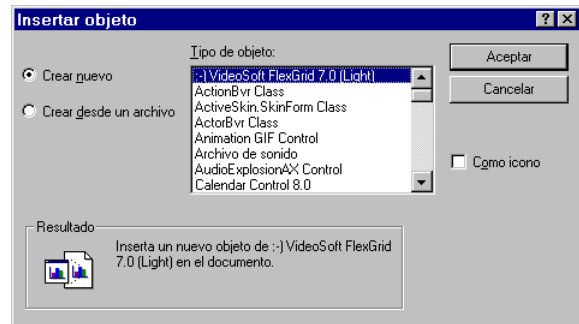 Insertar objeto
Tipo de objeto:
Crear nuevo
Crear desde un archivo
:-) VideoSoft FlexGrid 7.0 (Light)
ActionBvr Class
ActiveSkin.SkinForm Class
ActorBvr Class
Animation GIF Control
Archivo de sonido
AudioExplosionAX Control
Calendar Control 8.0
Aceptar
Cancelar
Como icono
Resultado
Inserta un nuevo objeto de :-) VideoSoft FlexGrid
7.0 (Light) en el documento.